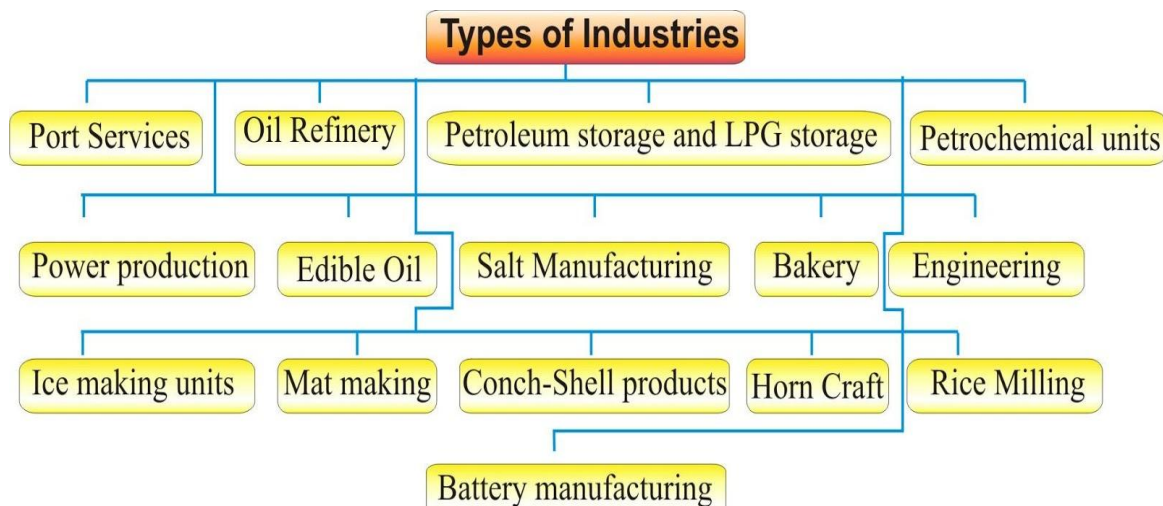 Types of Industries
Port Services
Oil Refinery
Petroleum storage and LPG storage
Petrochemical units
Power production
Edible Oil
Salt Manufacturing
Bakery
Engineering
Ice making units
Mat making
Conch-Shell products
Horn Craft
Rice Milling
Battery manufacturing